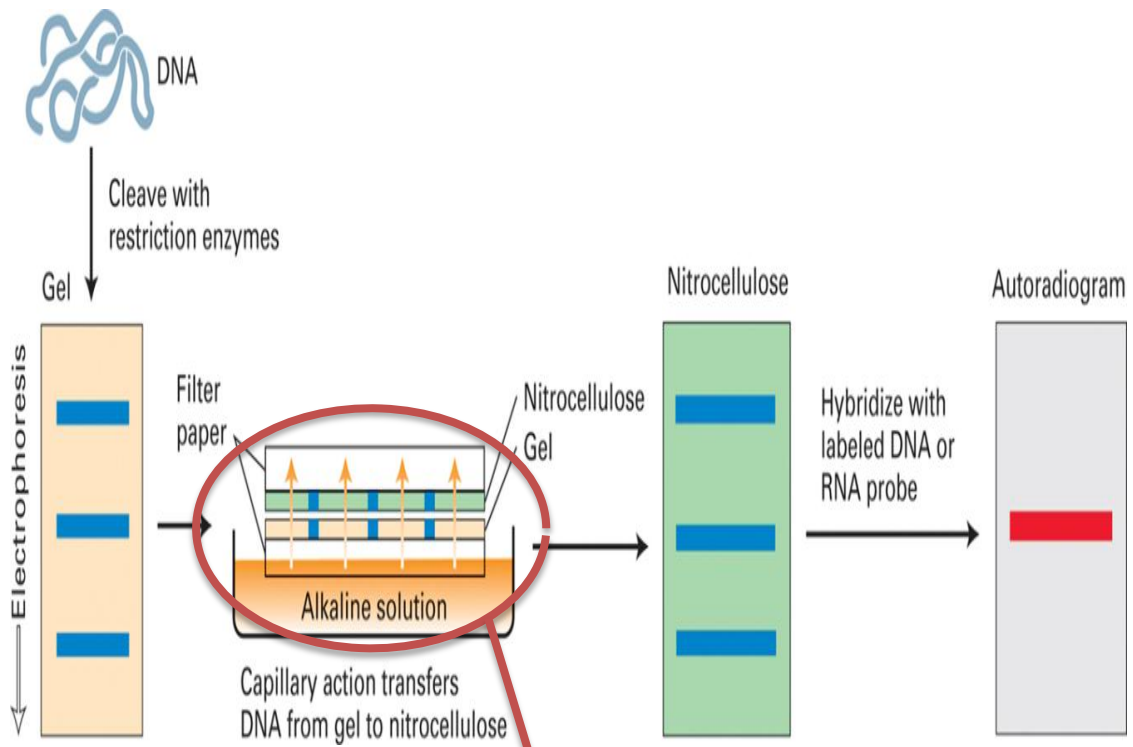 DNA
Cleave with
restriction enzymes
Gel
Electrophoresis
Filter
paper
Nitrocellulose
Gel
Alkaline solution
Capillary action transfers
DNA from gel to nitrocellulose
Nitrocellulose
Hybridize with
labeled DNA or
RNA probe
Autoradiogram